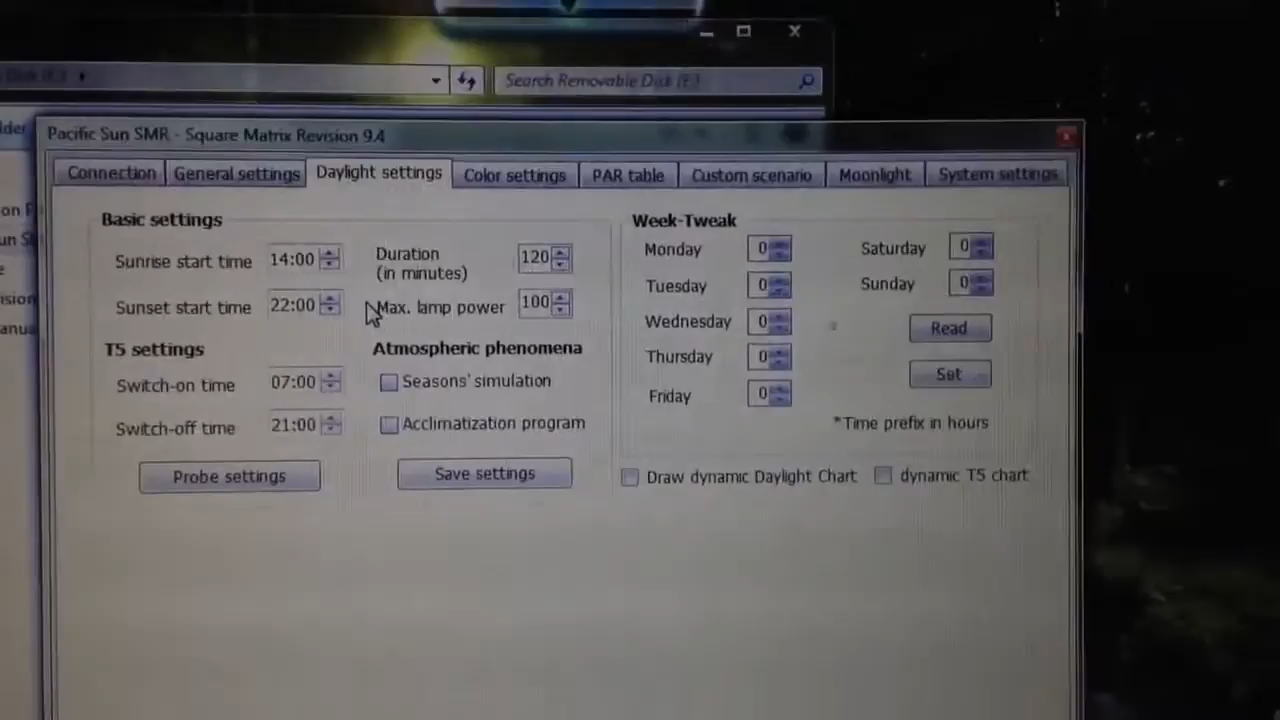 Search Removable Disk (F:)
Pacific Sun SMR - Square Matrix Revision 9.4
Connection
General settings
Daylight settings
Color settings
PAR table
Custom scenario
Moonlight
System settings
Basic settings
Sunrise start time 14:00
Sunset start time 22:00
Duration
(in minutes) 120
Max. lamp power 100
T5 settings
Switch-on time 07:00
Switch-off time 21:00
Atmospheric phenomena
Seasons' simulation
Acclimatization program
Probe settings
Save settings
Week-Tweak
Monday 0
Tuesday 0
Wednesday 0
Thursday 0
Friday 0
Saturday 0
Sunday 0
Read
Set
*Time prefix in hours
Draw dynamic Daylight Chart
dynamic T5 chart